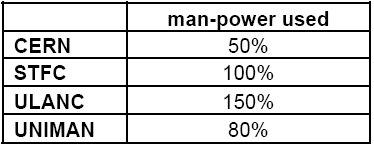 man-power used
CERN 50%
STFC 100%
ULANC 150%
UNIMAN 80%